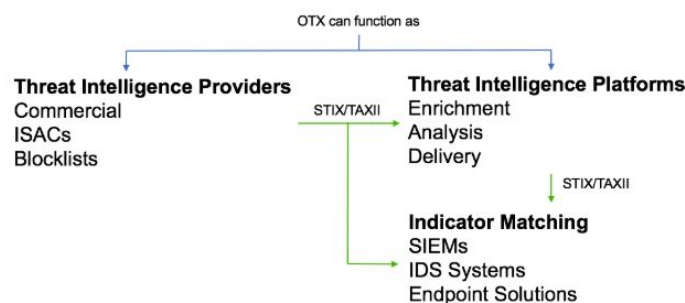 OTX can function as
Threat Intelligence Providers
Commercial
ISACs
Blocklists
STIX/TAXII
Threat Intelligence Platforms
Enrichment
Analysis
Delivery
STIX/TAXII
Indicator Matching
SIEMs
IDS Systems
Endpoint Solutions